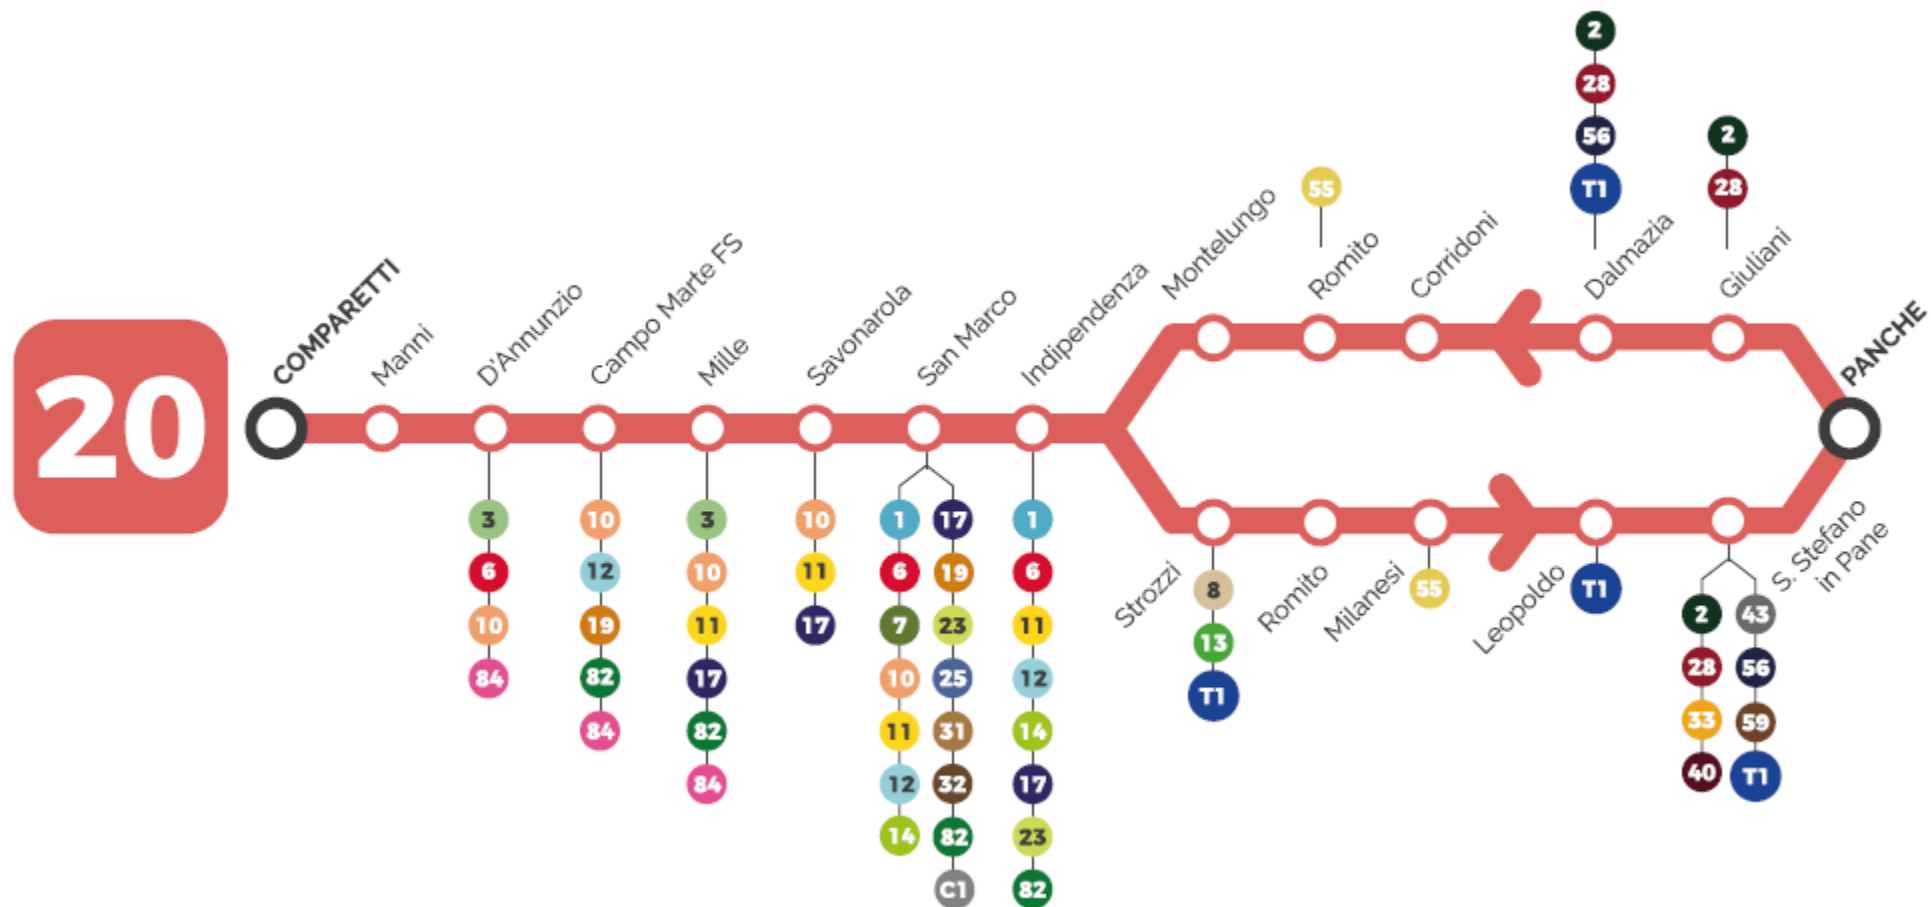 20
COMPARETTI
Manni
D'Annunzio
3
6
10
84
Campo Marte FS
10
12
19
82
84
Mille
3
10
11
17
82
84
Savonarola
10
11
17
San Marco
1
6
7
10
11
12
14
17
19
23
25
31
32
82
C1
Indipendenza
1
6
11
12
14
17
23
82
Montelungo
Romito
55
Corridoni
Dalmazia
2
28
56
T1
Giuliani
2
28
PANCHE
Strozzi
8
13
T1
Romito
Milanesi
55
Leopoldo
T1
S. Stefano
in Pane
2
28
33
40
43
56
59
T1